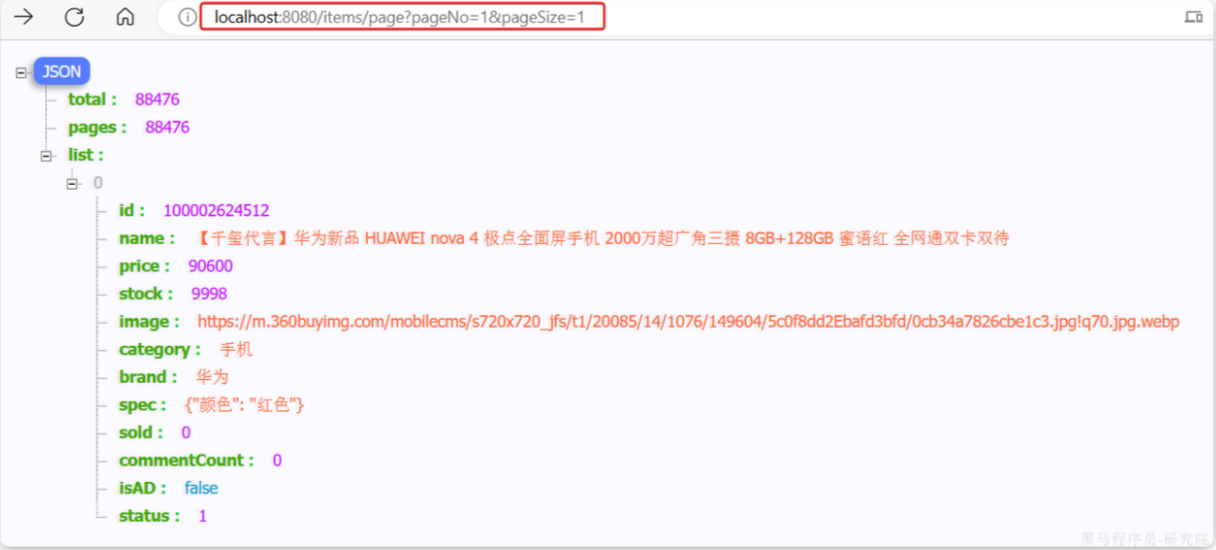 localhost:8080/items/page?pageNo=1&pageSize=1
JSON
total : 88476
pages : 88476
list :
0
id : 100002624512
name : 【千玺代言】华为新品 HUAWEI nova 4 极点全面屏手机 2000万超广角三摄 8GB+128GB 蜜语红 全网通双卡双待
price : 90600
stock : 9998
image : https://m.360buyimg.com/mobilecms/s720x720_jfs/t1/20085/14/1076/149604/5c0f8dd2Ebafd3bfd/0cb34a7826cbe1c3.jpg!q70.jpg.webp
category : 手机
brand : 华为
spec : {"颜色": "红色"}
sold : 0
commentCount : 0
isAD : false
status : 1
黑马程序员-研究院